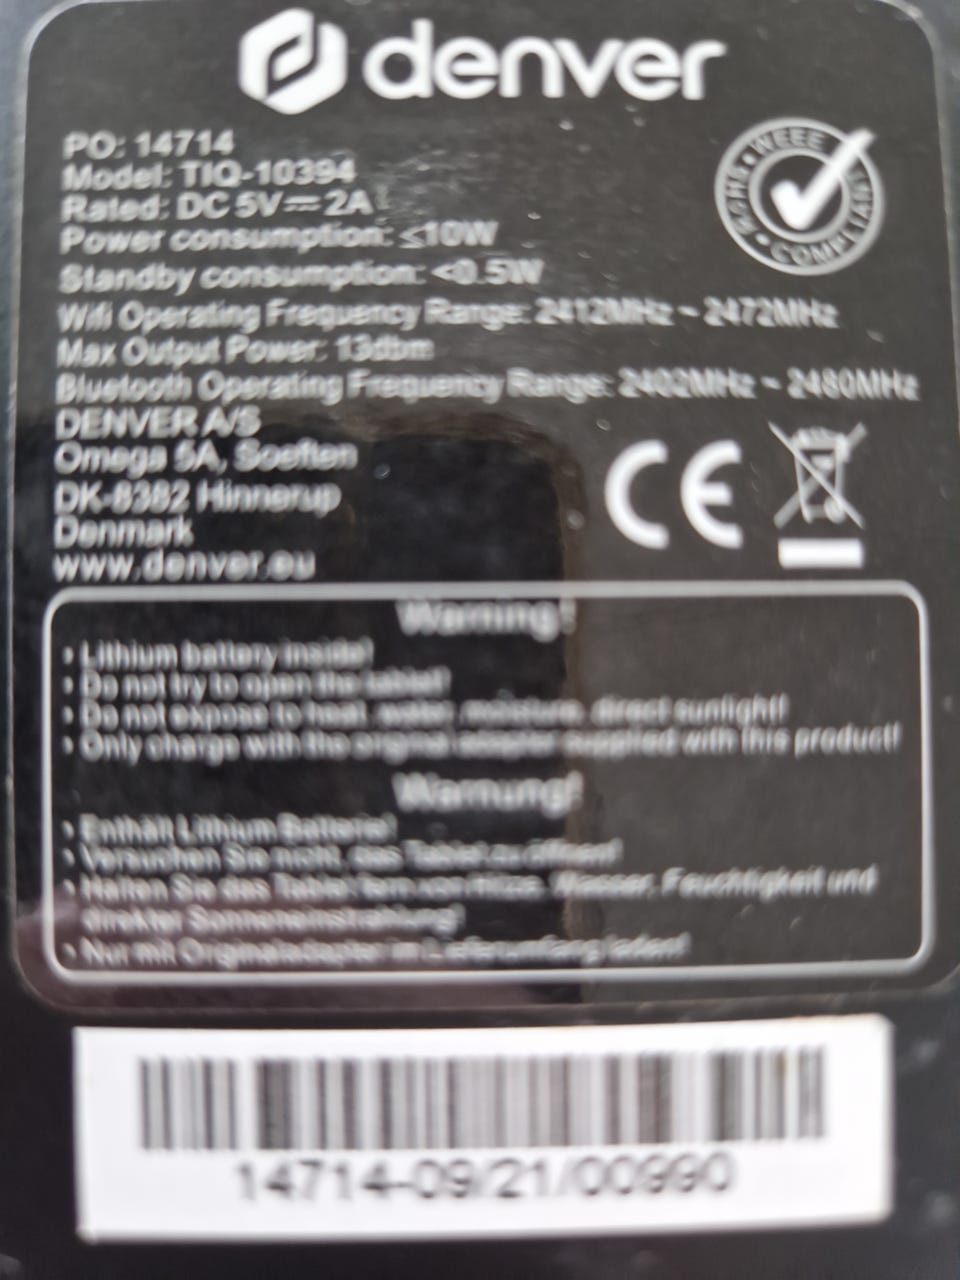 denver
PO: 14714
Model: TIQ-10394
Rated: DC 5V⎓2A
Power consumption: ≤10W
Standby consumption: <0.5W
Wifi Operating Frequency Range: 2412MHz ~ 2472MHz
Max Output Power: 13dbm
Bluetooth Operating Frequency Range: 2402MHz ~ 2480MHz
DENVER A/S
Omega 5A, Soeften
DK-8382 Hinnerup
Denmark
www.denver.eu
WEEE COMPLIANT RoHS
CE
Warning!
• Lithium battery inside!
• Do not try to open the tablet!
• Do not expose to heat, water, moisture, direct sunlight!
• Only charge with the original adapter supplied with this product!
Warnung!
• Enthält Lithium Batterie!
• Versuchen Sie nicht, das Tablet zu öffnen!
• Halten Sie das Tablet fern von Hitze, Wasser, Feuchtigkeit und
direkter Sonneneinstrahlung!
• Nur mit Originaladapter im Lieferumfang laden!
14714-09/21/00990